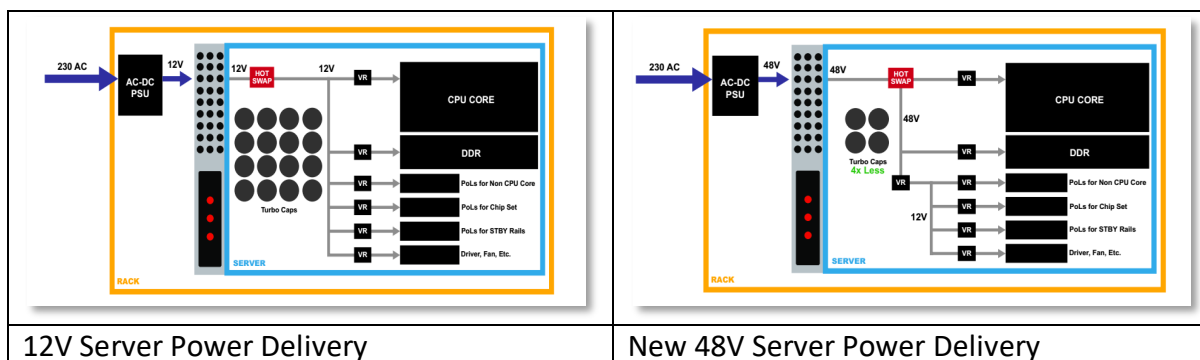 230 AC
AC-DC
PSU
12V
12V
HOT
SWAP
12V
VR
CPU CORE
VR
DDR
VR
PoLs for Non CPU Core
VR
PoLs for Chip Set
VR
PoLs for STBY Rails
VR
Driver, Fan, Etc.
Turbo Caps
SERVER
RACK
12V Server Power Delivery
230 AC
AC-DC
PSU
48V
48V
HOT
SWAP
VR
CPU CORE
48V
Turbo Caps
4x Less
VR
DDR
VR
VR
PoLs for Non CPU Core
12V
VR
PoLs for Chip Set
VR
PoLs for STBY Rails
VR
Driver, Fan, Etc.
SERVER
RACK
New 48V Server Power Delivery